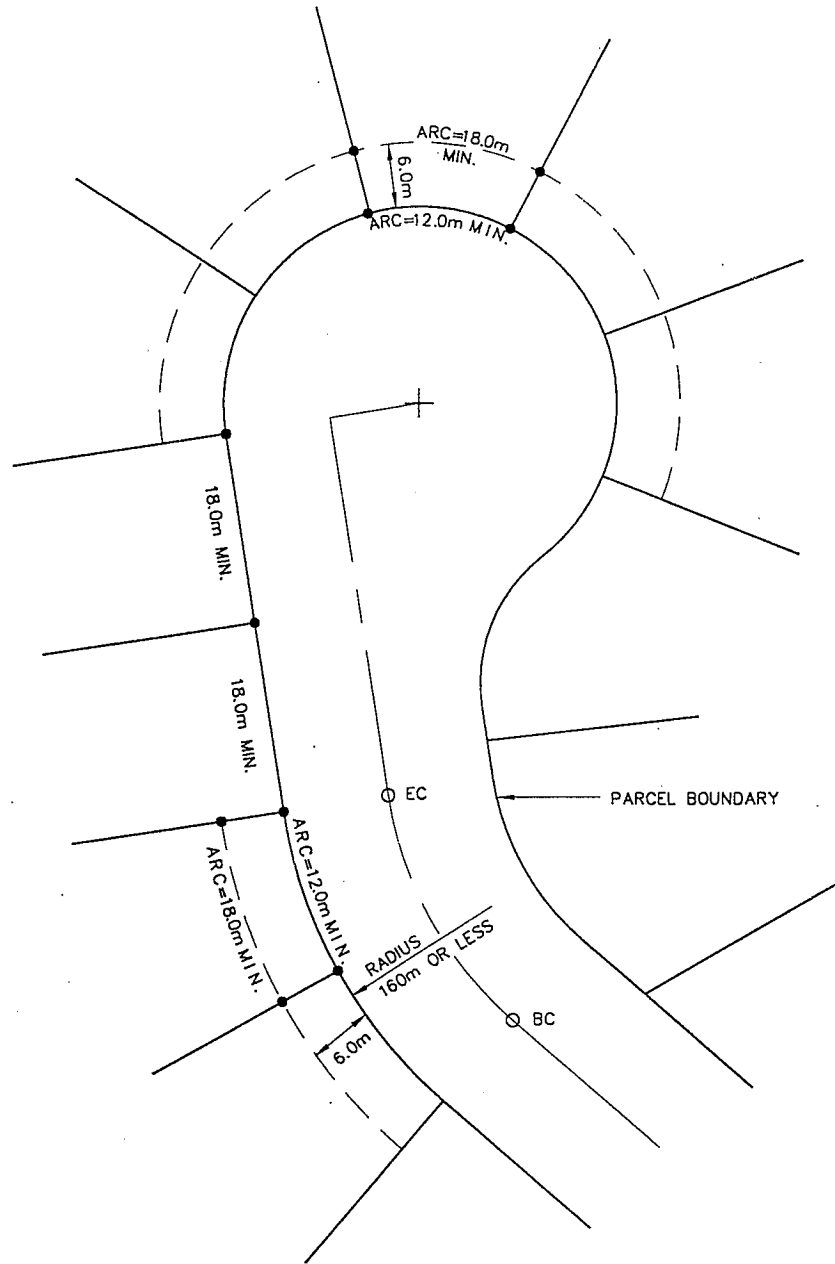 ARC=18.0m
MIN.
6.0m
ARC=12.0m MIN.
18.0m MIN.
18.0m MIN.
EC
PARCEL BOUNDARY
ARC=12.0m MIN.
ARC=18.0m MIN.
RADIUS
160m OR LESS
BC
6.0m